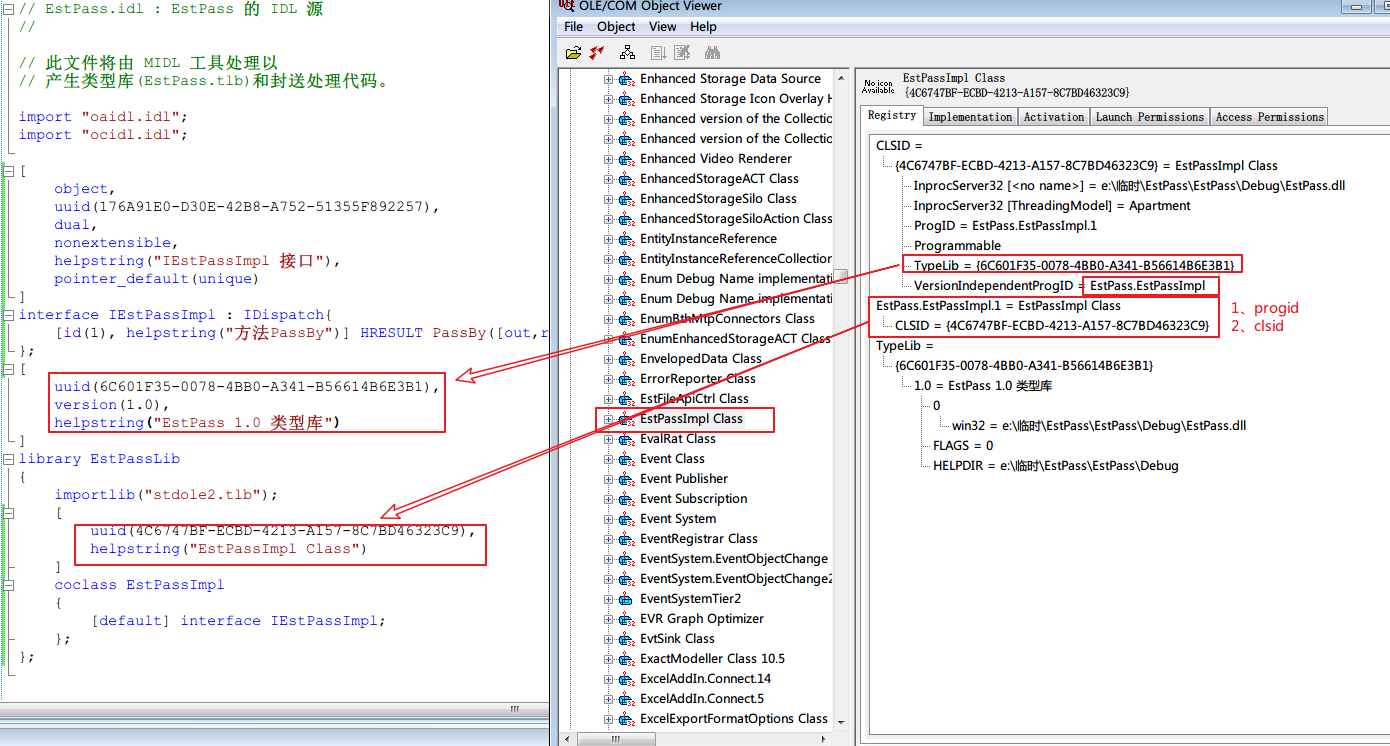 // EstPass.idl : EstPass 的 IDL 源
//
// 此文件将由 MIDL 工具处理以
// 产生类型库(EstPass.tlb)和封送处理代码。
import "oaidl.idl";
import "ocidl.idl";
[
object,
uuid(176A91E0-D30E-42B8-A752-51355F892257),
dual,
nonextensible,
helpstring("IEstPassImpl 接口"),
pointer_default(unique)
]
interface IEstPassImpl : IDispatch{
[id(1), helpstring("方法PassBy")] HRESULT PassBy([out,r
};
[
uuid(6C601F35-0078-4BB0-A341-B56614B6E3B1),
version(1.0),
helpstring("EstPass 1.0 类型库")
]
library EstPassLib
{
importlib("stdole2.tlb");
[
uuid(4C6747BF-ECBD-4213-A157-8C7BD46323C9),
helpstring("EstPassImpl Class")
]
coclass EstPassImpl
{
[default] interface IEstPassImpl;
};
};
OLE/COM Object Viewer
File Object View Help
Enhanced Storage Data Source
Enhanced Storage Icon Overlay H
Enhanced version of the Collectio
Enhanced version of the Collectio
Enhanced Video Renderer
EnhancedStorageACT Class
EnhancedStorageSilo Class
EnhancedStorageSiloAction Class
EntityInstanceReference
EntityInstanceReferenceCollection
Enum Debug Name implementati
Enum Debug Name implementati
EnumBthMtpConnectors Class
EnumEnhancedStorageACT Class
EnvelopedData Class
ErrorReporter Class
EstFileApiCtrl Class
EstPassImpl Class
EvalRat Class
Event Class
Event Publisher
Event Subscription
Event System
EventRegistrar Class
EventSystem.EventObjectChange
EventSystem.EventObjectChange2
EventSystemTier2
EVR Graph Optimizer
EvtSink Class
ExactModeller Class 10.5
ExcelAddIn.Connect.14
ExcelAddIn.Connect.5
ExcelExportFormatOptions Class
No icon
Available
EstPassImpl Class
{4C6747BF-ECBD-4213-A157-8C7BD46323C9}
Registry Implementation Activation Launch Permissions Access Permissions
CLSID =
{4C6747BF-ECBD-4213-A157-8C7BD46323C9} = EstPassImpl Class
InprocServer32 [<no name>] = e:\临时\EstPass\EstPass\Debug\EstPass.dll
InprocServer32 [ThreadingModel] = Apartment
ProgID = EstPass.EstPassImpl.1
Programmable
TypeLib = {6C601F35-0078-4BB0-A341-B56614B6E3B1}
VersionIndependentProgID = EstPass.EstPassImpl
EstPass.EstPassImpl.1 = EstPassImpl Class
CLSID = {4C6747BF-ECBD-4213-A157-8C7BD46323C9}
1、progid
2、clsid
TypeLib =
{6C601F35-0078-4BB0-A341-B56614B6E3B1}
1.0 = EstPass 1.0 类型库
0
win32 = e:\临时\EstPass\EstPass\Debug\EstPass.dll
FLAGS = 0
HELPDIR = e:\临时\EstPass\EstPass\Debug